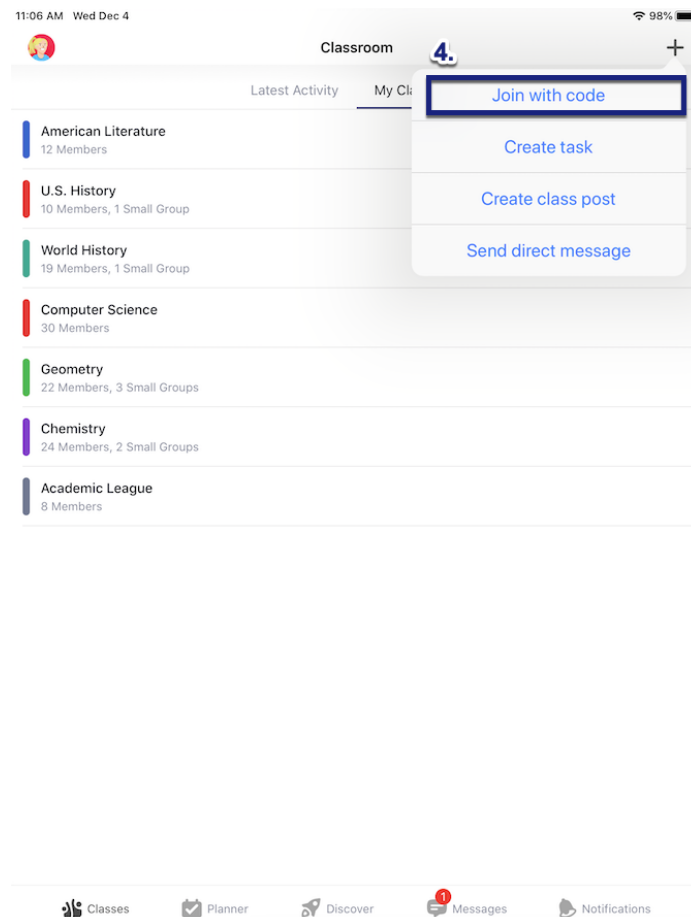 11:06 AM Wed Dec 4
98%
Classroom
4.
Latest Activity
My Cla
Join with code
Create task
Create class post
Send direct message
American Literature
12 Members
U.S. History
10 Members, 1 Small Group
World History
19 Members, 1 Small Group
Computer Science
30 Members
Geometry
22 Members, 3 Small Groups
Chemistry
24 Members, 2 Small Groups
Academic League
8 Members
Classes
Planner
Discover
1
Messages
Notifications